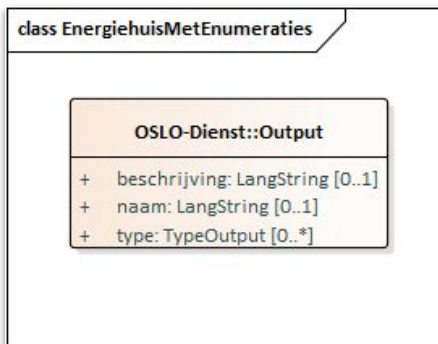 class EnergiehuisMetEnumeraties
OSLO-Dienst::Output
+ beschrijving: LangString [0..1]
+ naam: LangString [0..1]
+ type: TypeOutput [0..*]